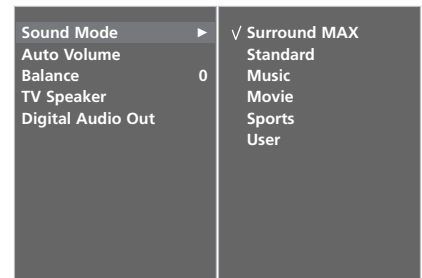 Sound Mode ►
Auto Volume
Balance 0
TV Speaker
Digital Audio Out
√ Surround MAX
Standard
Music
Movie
Sports
User